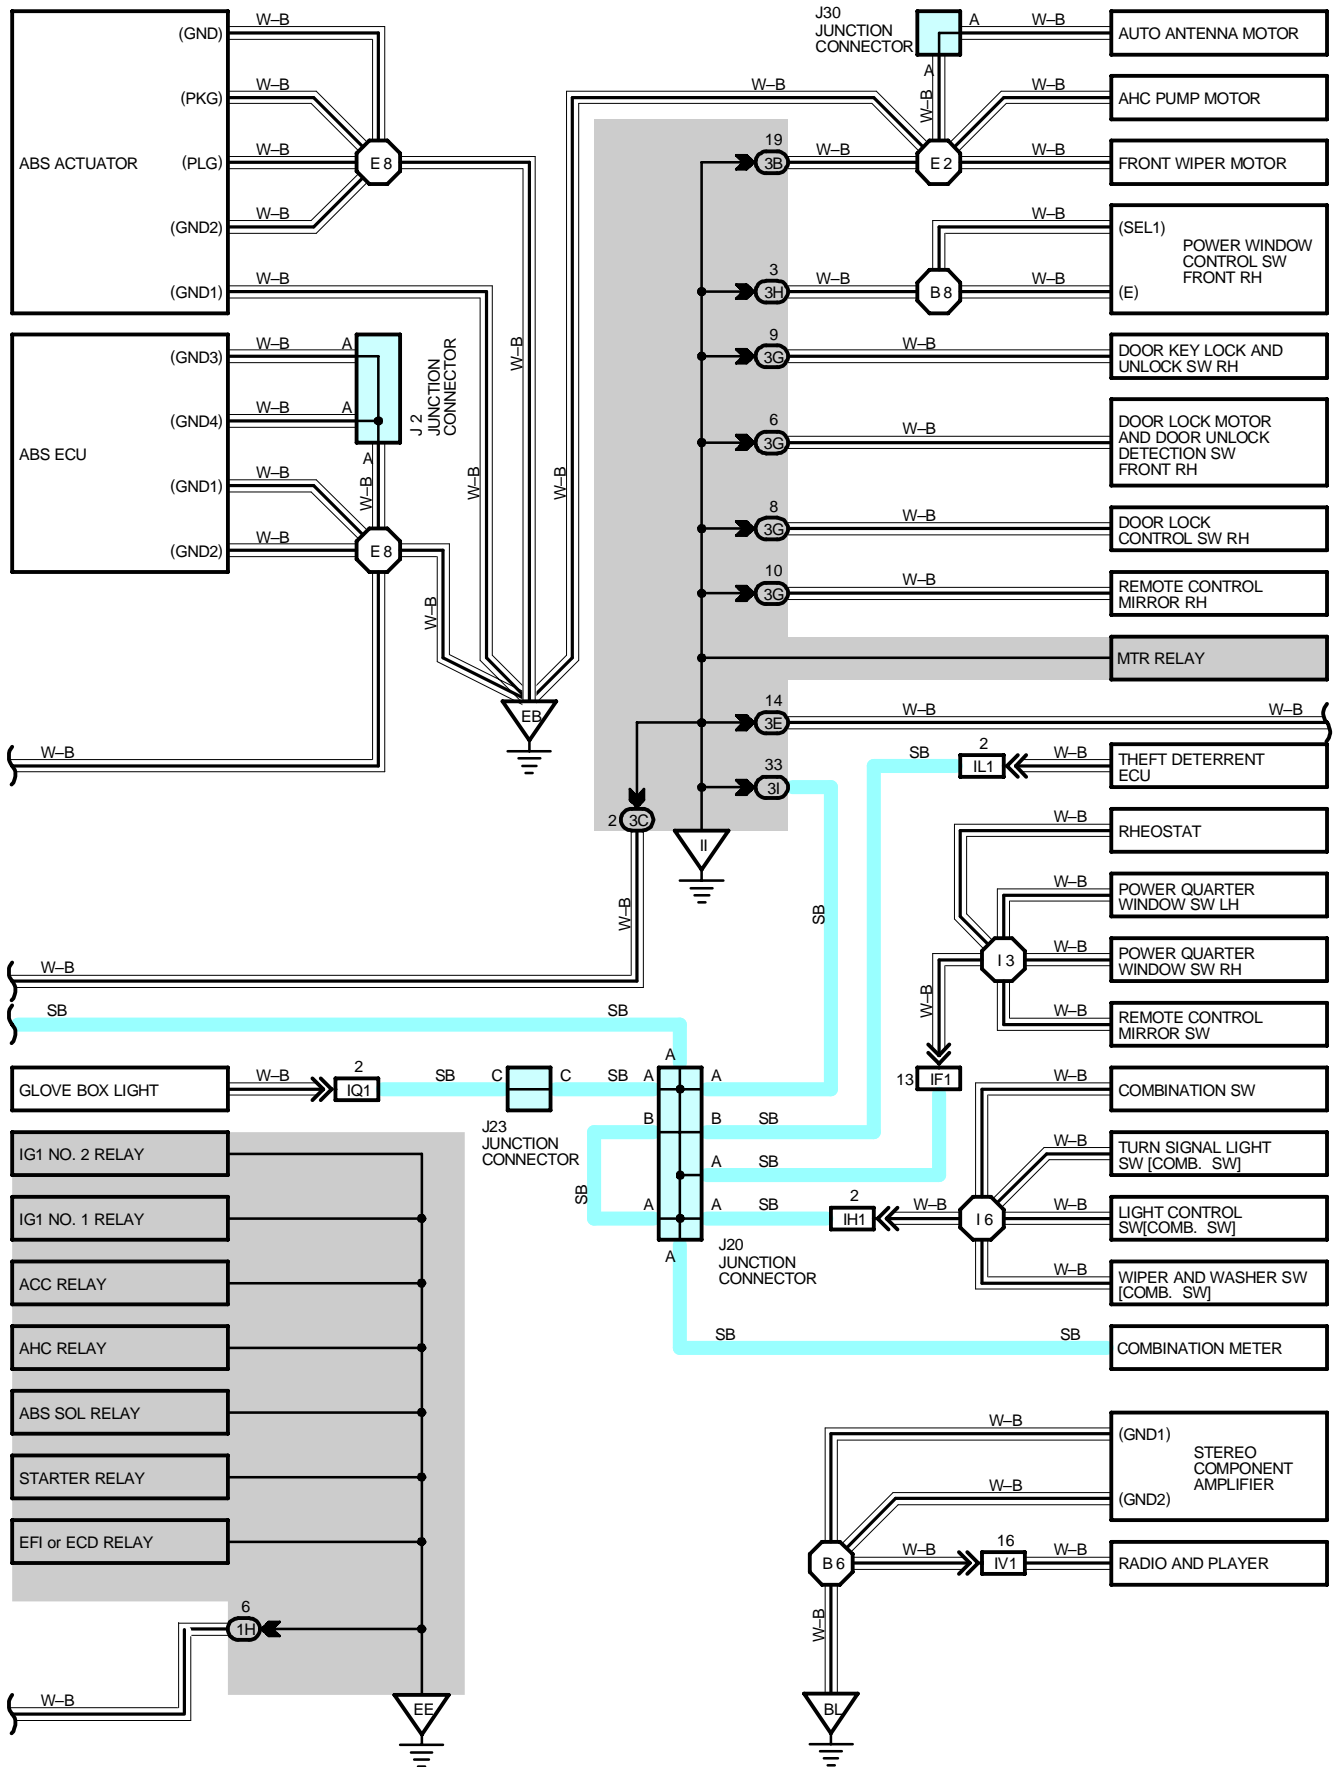 ABS ACTUATOR
(GND)
(PKG)
(PLG)
(GND2)
(GND1)
W–B
W–B
W–B
W–B
W–B
E 8
ABS ECU
(GND3)
(GND4)
(GND1)
(GND2)
W–B
W–B
W–B
W–B
A
A
A
J 2
JUNCTION
CONNECTOR
W–B
E 8
W–B
W–B
W–B
W–B
W–B
EB
W–B
J30
JUNCTION
CONNECTOR
A
W–B
AUTO ANTENNA MOTOR
A
W–B
W–B
W–B
AHC PUMP MOTOR
19
3B
W–B
E 2
W–B
FRONT WIPER MOTOR
W–B
(SEL1)
POWER WINDOW
CONTROL SW
FRONT RH
3
3H
W–B
B 8
W–B
(E)
9
3G
W–B
DOOR KEY LOCK AND
UNLOCK SW RH
6
3G
W–B
DOOR LOCK MOTOR
AND DOOR UNLOCK
DETECTION SW
FRONT RH
8
3G
W–B
DOOR LOCK
CONTROL SW RH
10
3G
W–B
REMOTE CONTROL
MIRROR RH
MTR RELAY
14
3E
W–B
W–B
33
3I
2
3C
II
W–B
SB
SB
2
IL1
W–B
THEFT DETERRENT
ECU
W–B
RHEOSTAT
W–B
POWER QUARTER
WINDOW SW LH
I 3
W–B
POWER QUARTER
WINDOW SW RH
W–B
W–B
REMOTE CONTROL
MIRROR SW
13
IF1
W–B
SB
SB
GLOVE BOX LIGHT
W–B
2
IQ1
SB
C
C
SB
J23
JUNCTION
CONNECTOR
A
A
A
B
B
SB
A
SB
SB
A
A
SB
A
J20
JUNCTION
CONNECTOR
2
IH1
W–B
I 6
W–B
COMBINATION SW
W–B
TURN SIGNAL LIGHT
SW [COMB. SW]
W–B
LIGHT CONTROL
SW[COMB. SW]
W–B
WIPER AND WASHER SW
[COMB. SW]
SB
SB
COMBINATION METER
IG1 NO. 2 RELAY
IG1 NO. 1 RELAY
ACC RELAY
AHC RELAY
ABS SOL RELAY
STARTER RELAY
EFI or ECD RELAY
6
1H
W–B
EE
W–B
(GND1)
STEREO
COMPONENT
AMPLIFIER
W–B
(GND2)
B 6
W–B
16
IV1
W–B
RADIO AND PLAYER
W–B
BL